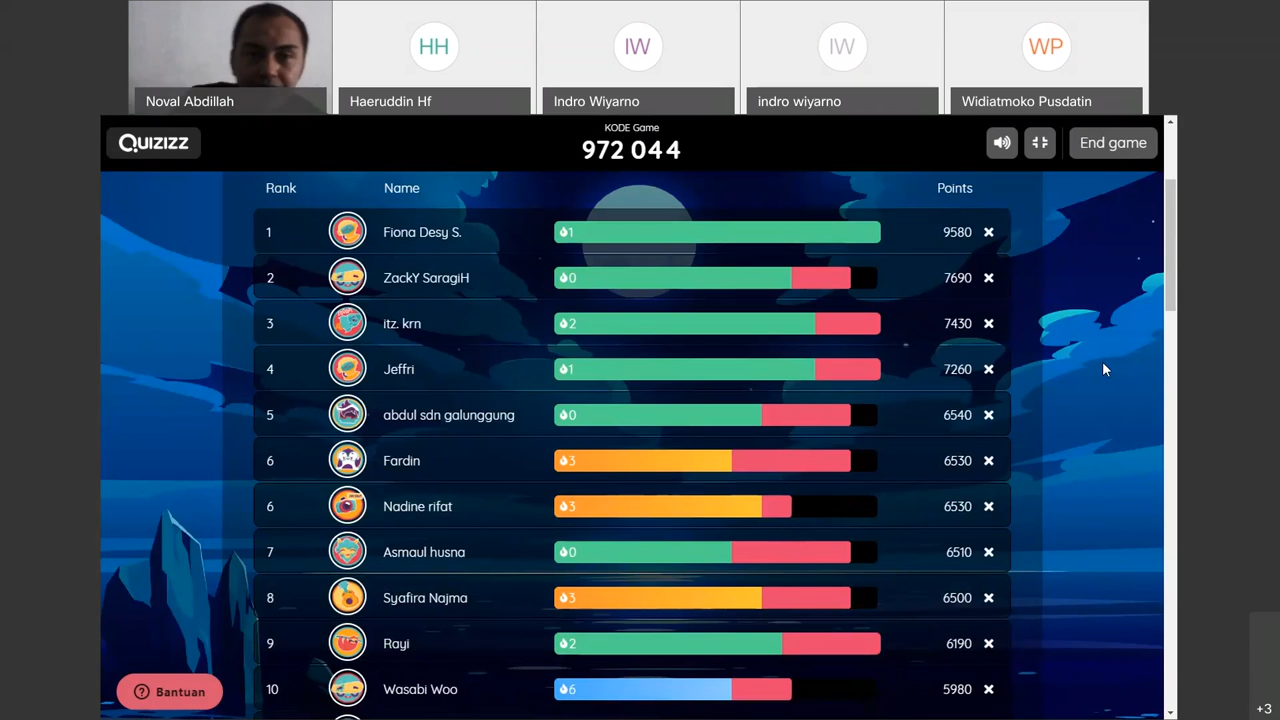 HH
IW
IW
WP
Noval Abdillah
Haeruddin Hf
Indro Wiyarno
indro wiyarno
Widiatmoko Pusdatin
QUIZIZZ
KODE Game
972 044
End game
Rank Name Points
1 Fiona Desy S. 1 9580
2 ZackY SaragiH 0 7690
3 itz. krn 2 7430
4 Jeffri 1 7260
5 abdul sdn galunggung 0 6540
6 Fardin 3 6530
6 Nadine rifat 3 6530
7 Asmaul husna 0 6510
8 Syafira Najma 3 6500
9 Rayi 2 6190
10 Wasabi Woo 6 5980
Bantuan
+3